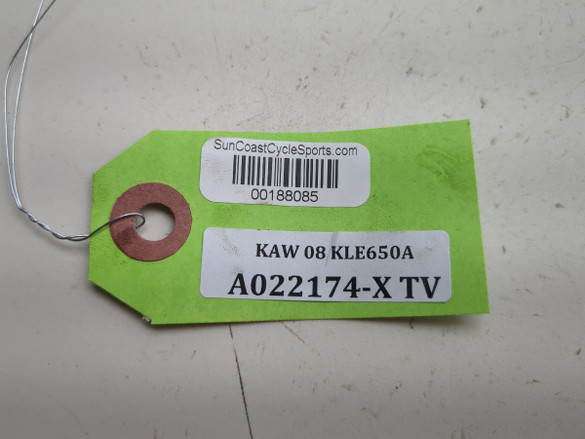 SunCoastCycleSports.com
00188085
KAW 08 KLE650A
A022174-X TV